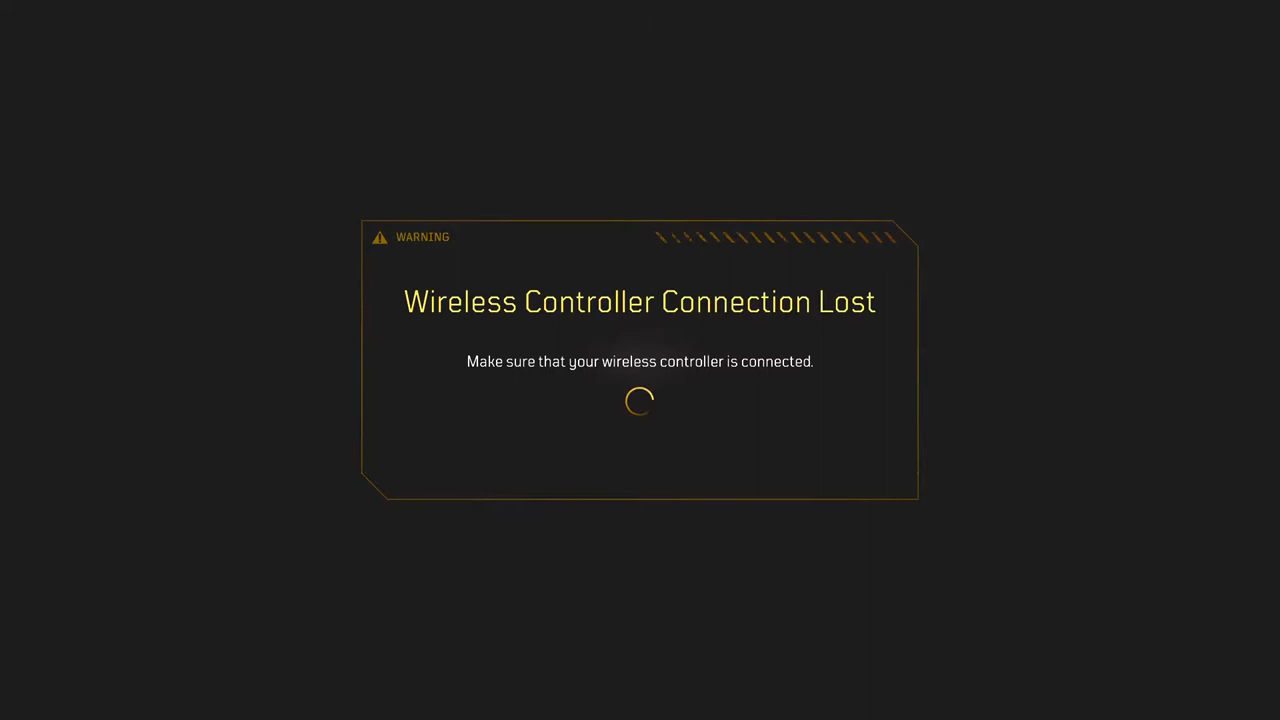 WARNING
Wireless Controller Connection Lost
Make sure that your wireless controller is connected.